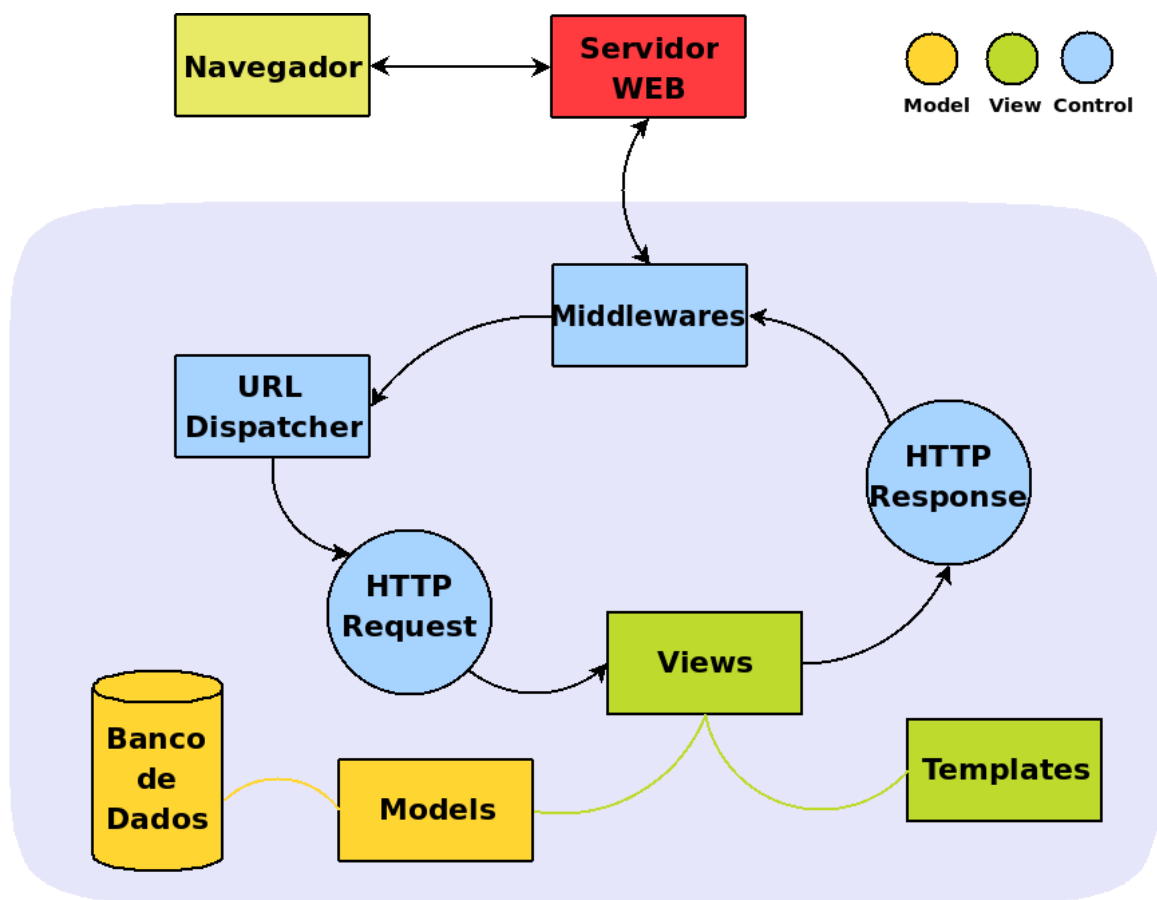 Navegador
Servidor
WEB
Model View Control
Middlewares
URL
Dispatcher
HTTP
Response
HTTP
Request
Views
Banco
de
Dados
Models
Templates